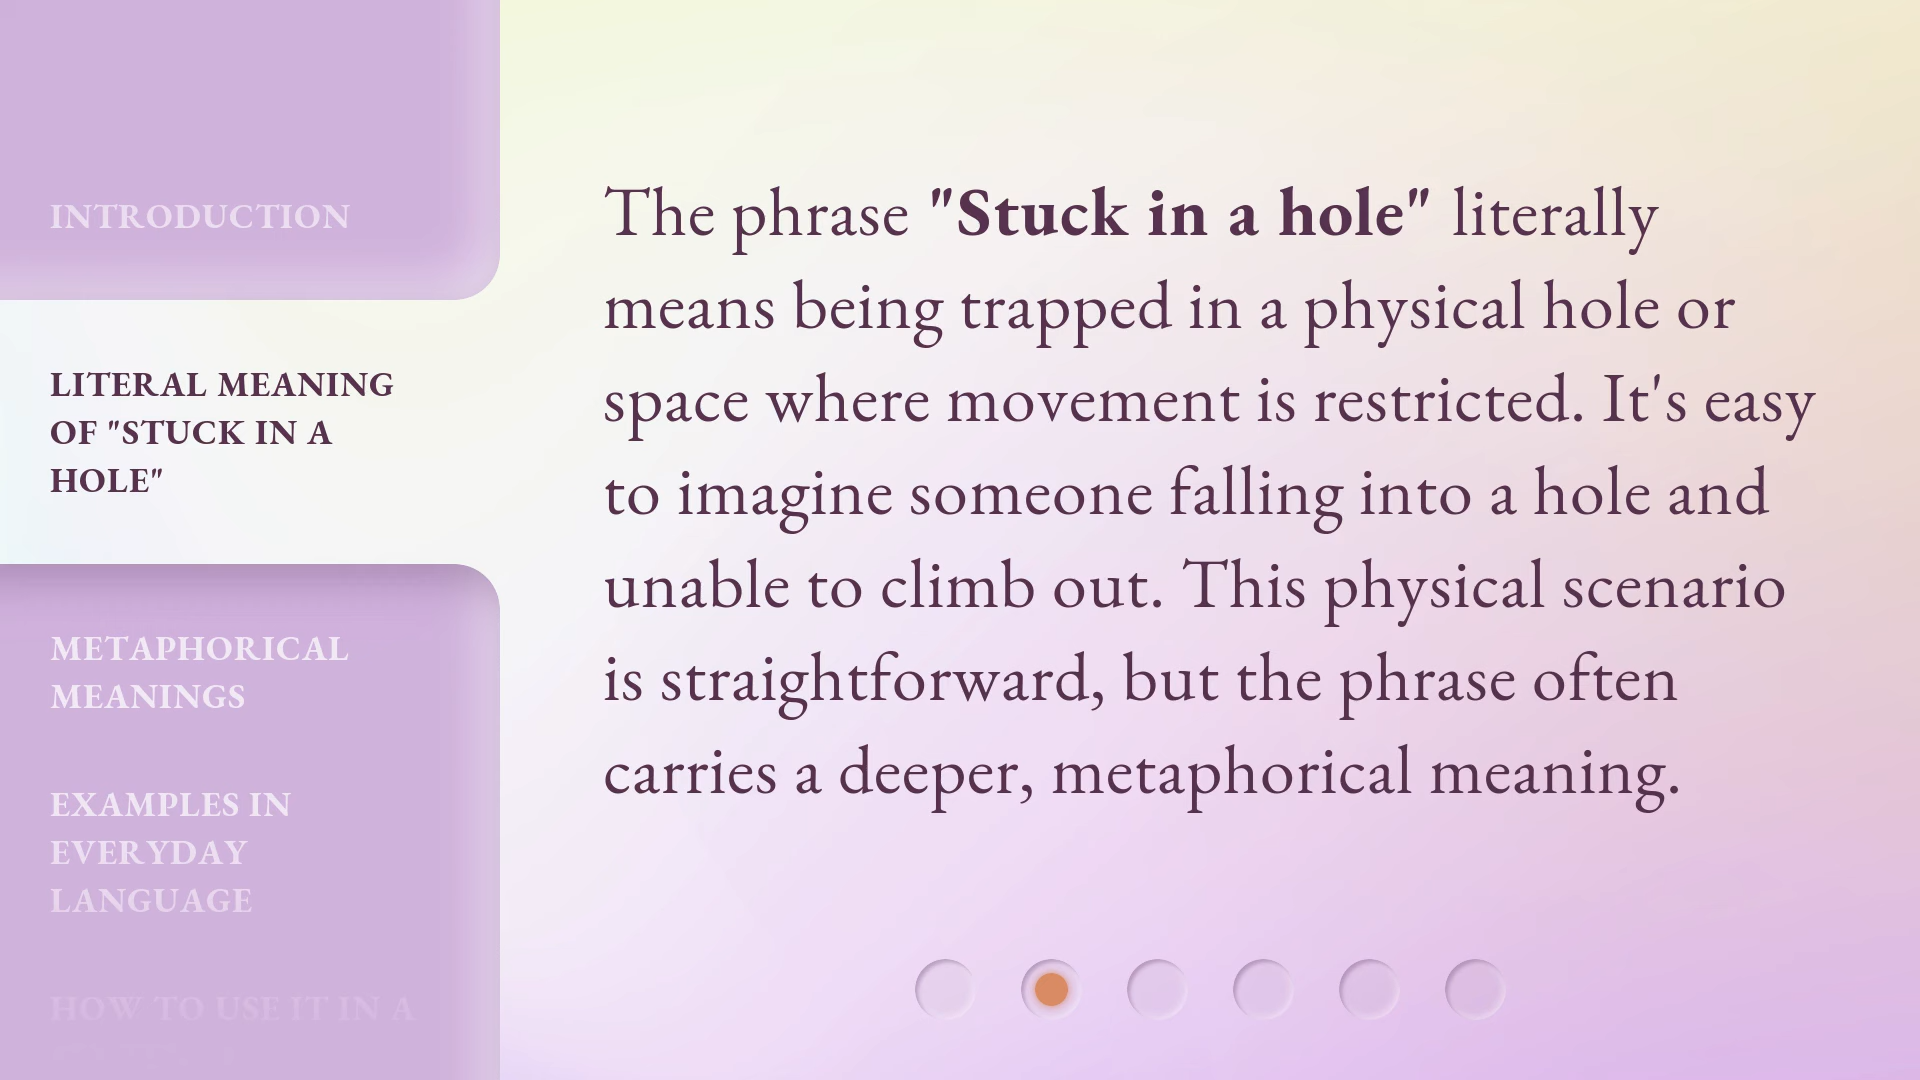 INTRODUCTION
LITERAL MEANING
OF "STUCK IN A
HOLE"
METAPHORICAL
MEANINGS
EXAMPLES IN
EVERYDAY
LANGUAGE
HOW TO USE IT IN A
The phrase "Stuck in a hole" literally
means being trapped in a physical hole or
space where movement is restricted. It's easy
to imagine someone falling into a hole and
unable to climb out. This physical scenario
is straightforward, but the phrase often
carries a deeper, metaphorical meaning.